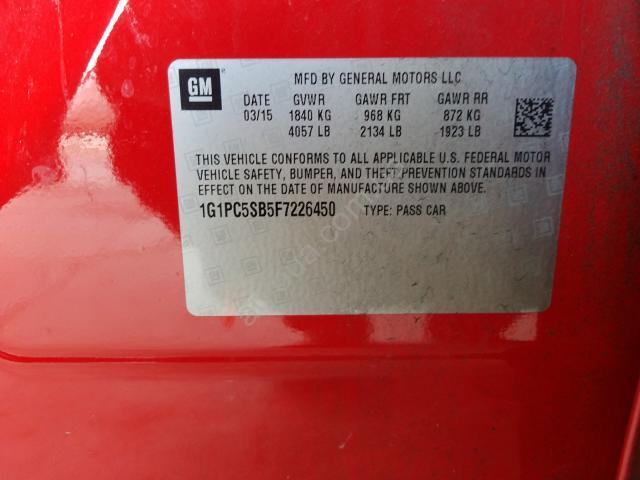 GM
MFD BY GENERAL MOTORS LLC
DATE GVWR GAWR FRT GAWR RR
03/15 1840 KG 968 KG 872 KG
4057 LB 2134 LB 1923 LB
THIS VEHICLE CONFORMS TO ALL APPLICABLE U.S. FEDERAL MOTOR
VEHICLE SAFETY, BUMPER, AND THEFT PREVENTION STANDARDS IN
EFFECT ON THE DATE OF MANUFACTURE SHOWN ABOVE.
1G1PC5SB5F7226450 TYPE: PASS CAR